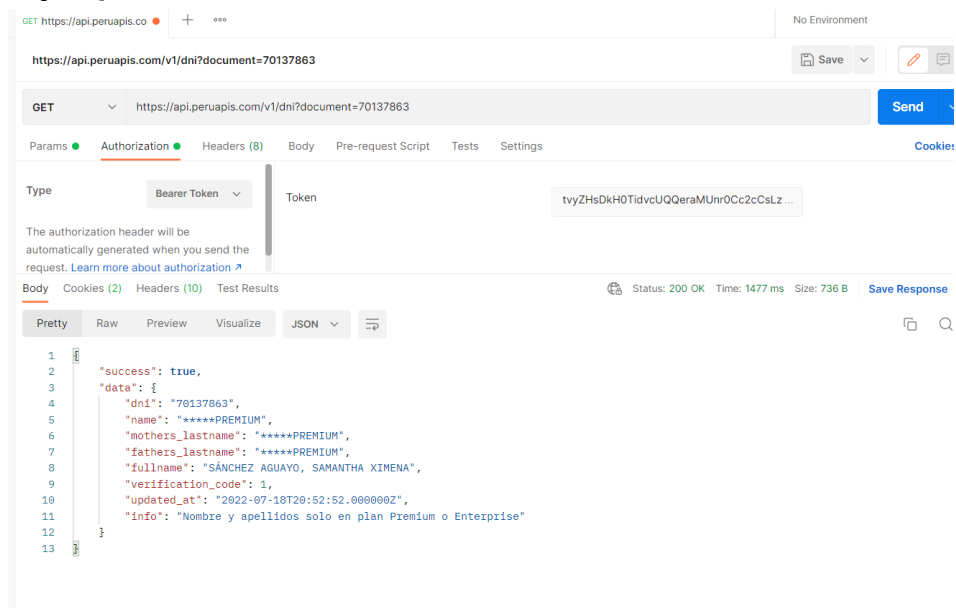 GET https://api.peruapis.co
No Environment
https://api.peruapis.com/v1/dni?document=70137863
Save
GET https://api.peruapis.com/v1/dni?document=70137863 Send
Params Authorization Headers (8) Body Pre-request Script Tests Settings Cookies
Type Bearer Token
Token tvyZHsDkH0TidvcUQQeraMUnr0Cc2cCsLz ...
The authorization header will be
automatically generated when you send the
request. Learn more about authorization ↗
Body Cookies (2) Headers (10) Test Results Status: 200 OK Time: 1477 ms Size: 736 B Save Response
Pretty Raw Preview Visualize JSON
1 {
2 "success": true,
3 "data": {
4 "dni": "70137863",
5 "name": "*****PREMIUM",
6 "mothers_lastname": "*****PREMIUM",
7 "fathers_lastname": "*****PREMIUM",
8 "fullname": "SÁNCHEZ AGUAYO, SAMANTHA XIMENA",
9 "verification_code": 1,
10 "updated_at": "2022-07-18T20:52:52.000000Z",
11 "info": "Nombre y apellidos solo en plan Premium o Enterprise"
12 }
13 }